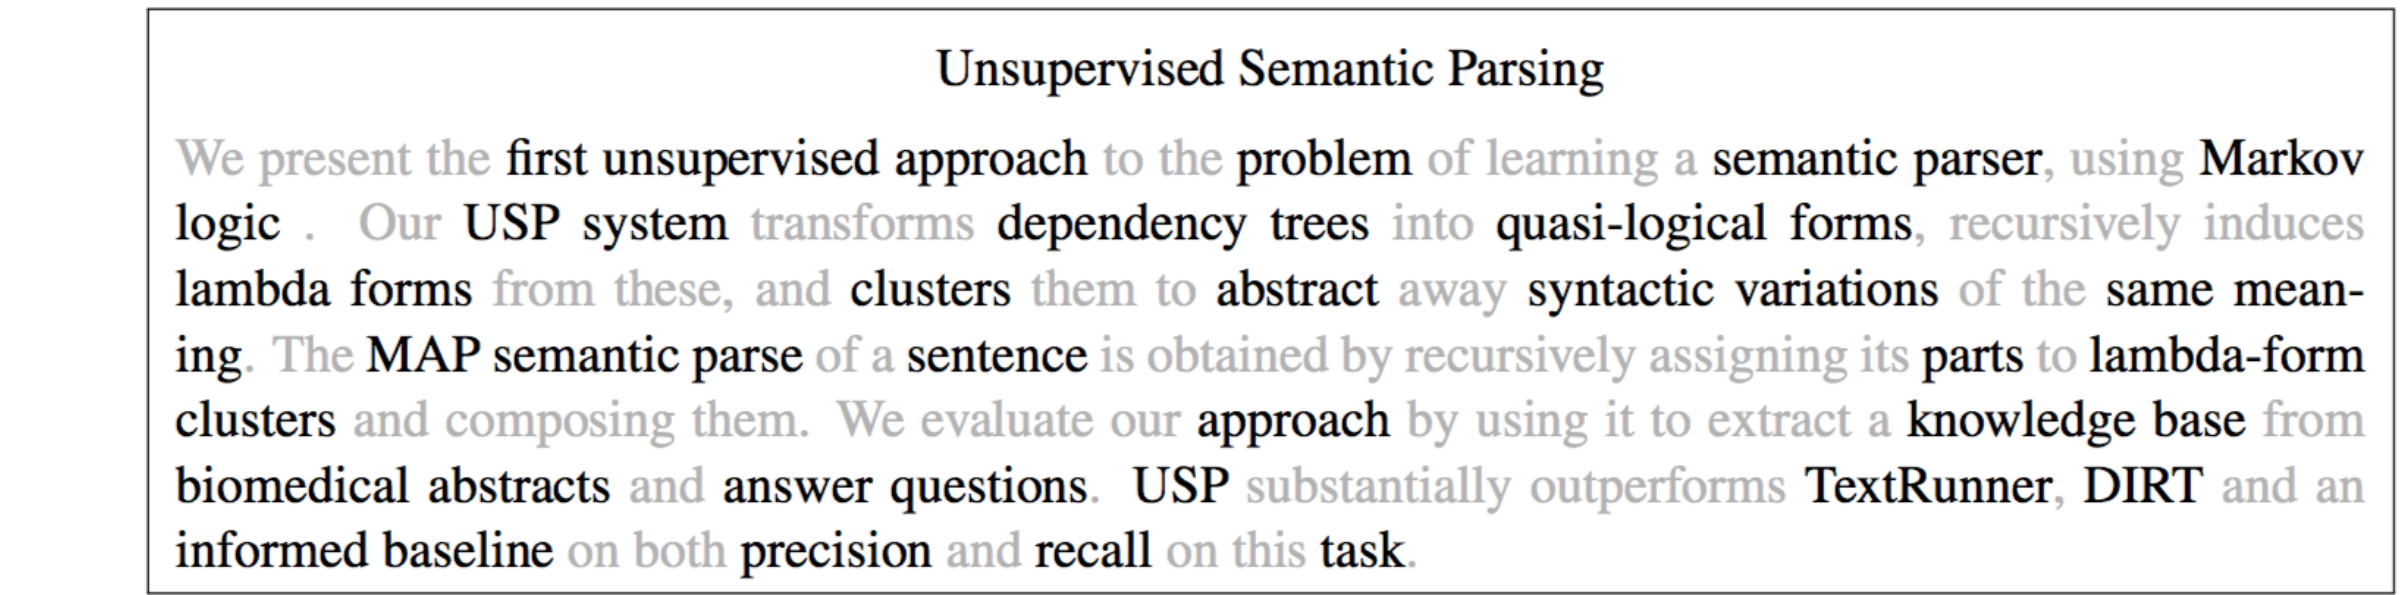 Unsupervised Semantic Parsing
We present the first unsupervised approach to the problem of learning a semantic parser, using Markov
logic . Our USP system transforms dependency trees into quasi-logical forms, recursively induces
lambda forms from these, and clusters them to abstract away syntactic variations of the same mean-
ing. The MAP semantic parse of a sentence is obtained by recursively assigning its parts to lambda-form
clusters and composing them. We evaluate our approach by using it to extract a knowledge base from
biomedical abstracts and answer questions. USP substantially outperforms TextRunner, DIRT and an
informed baseline on both precision and recall on this task.